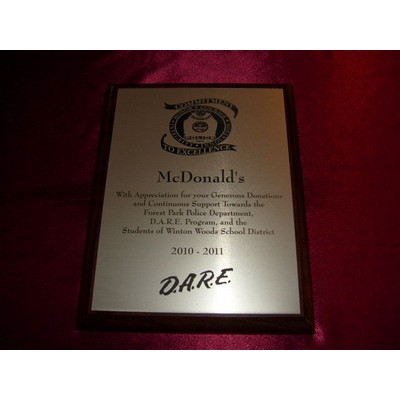 COMMITMENT
POLICE
TO EXCELLENCE
McDonald's
With Appreciation for your Generous Donations
and Continuous Support Towards the
Forest Park Police Department,
D.A.R.E. Program, and the
Students of Winton Woods School District
2010 - 2011
D.A.R.E.